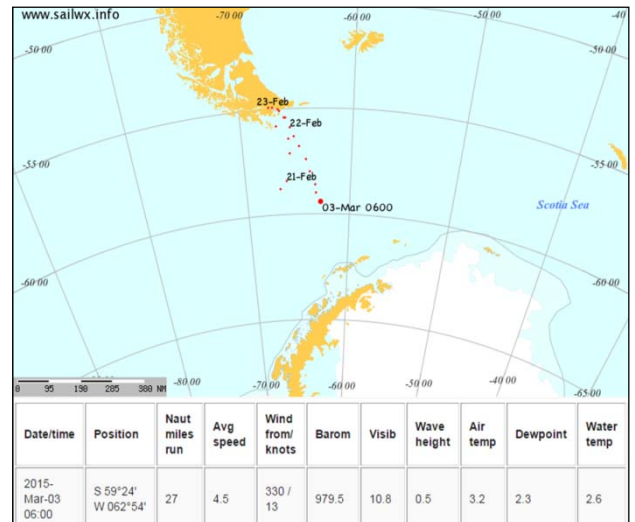 www.sailwx.info
-70 00
-60 00
-50 00
-40
-50 00
23-Feb
22-Feb
-55 00
-55 00
21-Feb
03-Mar 0600
Scotia Sea
-60 00
-60 00
-80 00
-70 00
-60 00
-50 00
-40 00
-65 00
0 95 190 285 380 NM
Date/time Position Naut miles run Avg speed Wind from/ knots Barom Visib Wave height Air temp Dewpoint Water temp
2015-Mar-03 06:00 S 59°24' W 062°54' 27 4.5 330 / 13 979.5 10.8 0.5 3.2 2.3 2.6